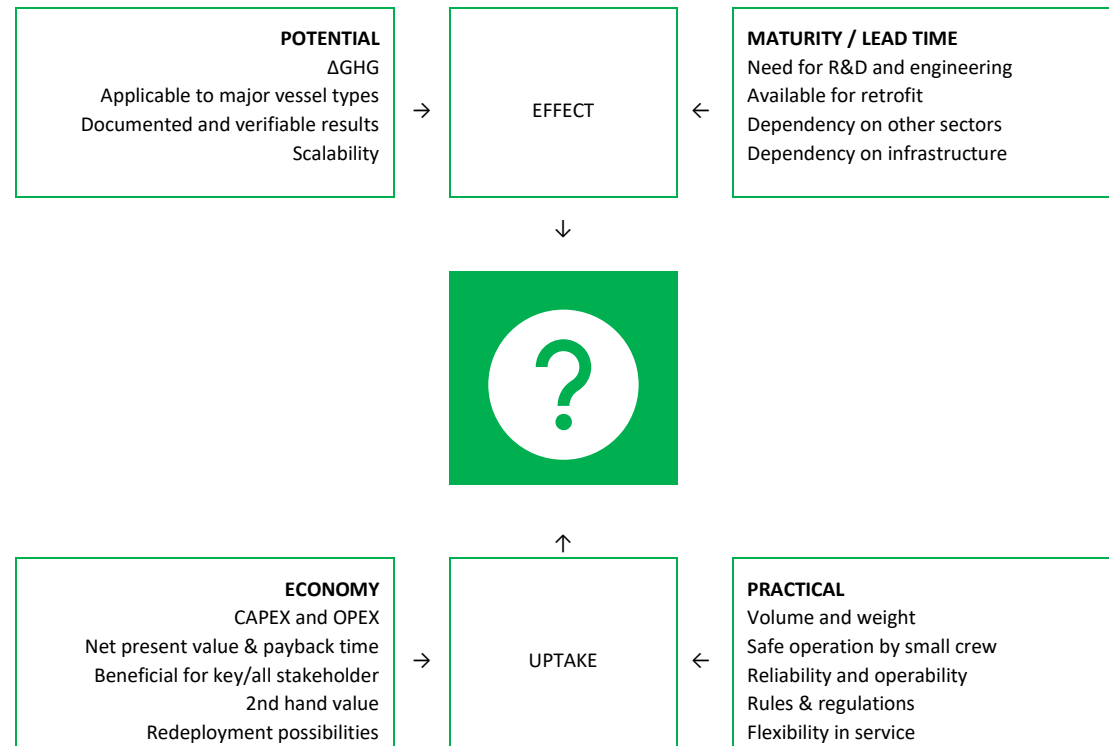 POTENTIAL
ΔGHG
Applicable to major vessel types
Documented and verifiable results
Scalability
→
EFFECT
←
MATURITY / LEAD TIME
Need for R&D and engineering
Available for retrofit
Dependency on other sectors
Dependency on infrastructure
↓
?
↑
ECONOMY
CAPEX and OPEX
Net present value & payback time
Beneficial for key/all stakeholder
2nd hand value
Redeployment possibilities
→
UPTAKE
←
PRACTICAL
Volume and weight
Safe operation by small crew
Reliability and operability
Rules & regulations
Flexibility in service